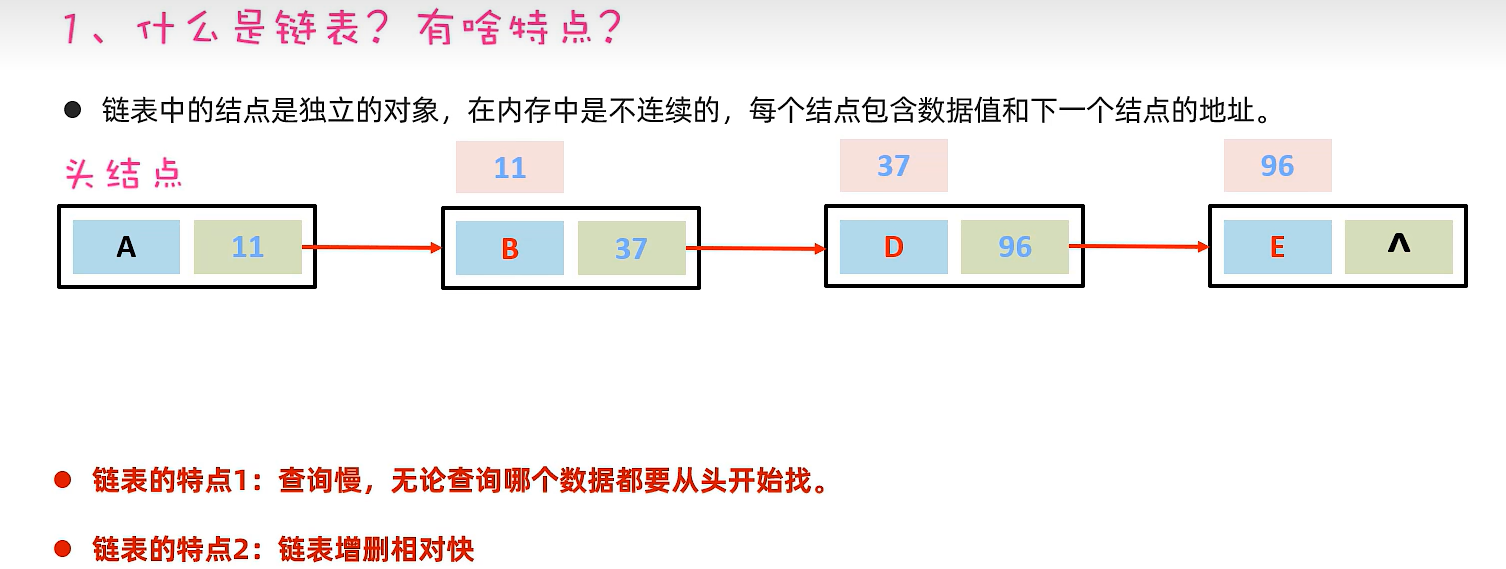 1、什么是链表？有啥特点？
● 链表中的结点是独立的对象，在内存中是不连续的，每个结点包含数据值和下一个结点的地址。
头结点
11 37 96
A 11 B 37 D 96 E ^
● 链表的特点1：查询慢，无论查询哪个数据都要从头开始找。
● 链表的特点2：链表增删相对快